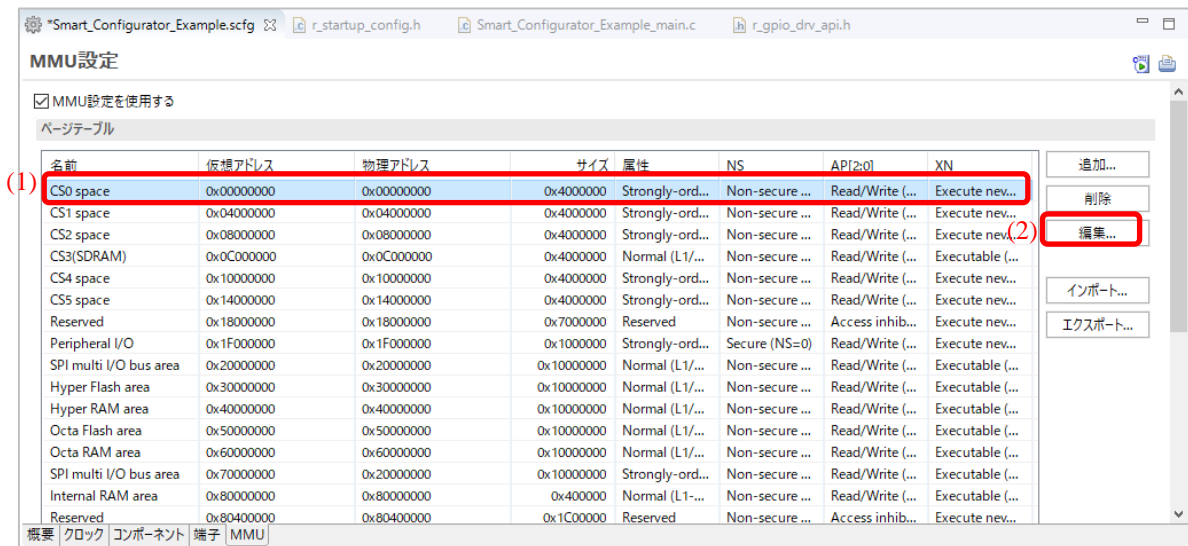 *Smart_Configurator_Example.scfg r_startup_config.h Smart_Configurator_Example_main.c r_gpio_drv_api.h
MMU設定
MMU設定を使用する
ページテーブル
名前 仮想アドレス 物理アドレス サイズ 属性 NS AP[2:0] XN 追加...
(1) CS0 space 0x00000000 0x00000000 0x4000000 Strongly-ord... Non-secure ... Read/Write (... Execute nev... 削除
CS1 space 0x04000000 0x04000000 0x4000000 Strongly-ord... Non-secure ... Read/Write (... Execute nev...
CS2 space 0x08000000 0x08000000 0x4000000 Strongly-ord... Non-secure ... Read/Write (... Execute nev... (2) 編集...
CS3(SDRAM) 0x0C000000 0x0C000000 0x4000000 Normal (L1/... Non-secure ... Read/Write (... Executable (...
CS4 space 0x10000000 0x10000000 0x4000000 Strongly-ord... Non-secure ... Read/Write (... Execute nev...
CS5 space 0x14000000 0x14000000 0x4000000 Strongly-ord... Non-secure ... Read/Write (... Execute nev... インポート...
Reserved 0x18000000 0x18000000 0x7000000 Reserved Non-secure ... Access inhib... Execute nev... エクスポート...
Peripheral I/O 0x1F000000 0x1F000000 0x1000000 Strongly-ord... Secure (NS=0) Read/Write (... Execute nev...
SPI multi I/O bus area 0x20000000 0x20000000 0x10000000 Normal (L1/... Non-secure ... Read/Write (... Executable (...
Hyper Flash area 0x30000000 0x30000000 0x10000000 Normal (L1/... Non-secure ... Read/Write (... Executable (...
Hyper RAM area 0x40000000 0x40000000 0x10000000 Normal (L1/... Non-secure ... Read/Write (... Executable (...
Octa Flash area 0x50000000 0x50000000 0x10000000 Normal (L1/... Non-secure ... Read/Write (... Executable (...
Octa RAM area 0x60000000 0x60000000 0x10000000 Normal (L1/... Non-secure ... Read/Write (... Executable (...
SPI multi I/O bus area 0x70000000 0x20000000 0x10000000 Strongly-ord... Non-secure ... Read/Write (... Executable (...
Internal RAM area 0x80000000 0x80000000 0x400000 Normal (L1-... Non-secure ... Read/Write (... Executable (...
Reserved 0x80400000 0x80400000 0x1C00000 Reserved Non-secure ... Access inhib... Execute nev...
概要 クロック コンポーネント 端子 MMU